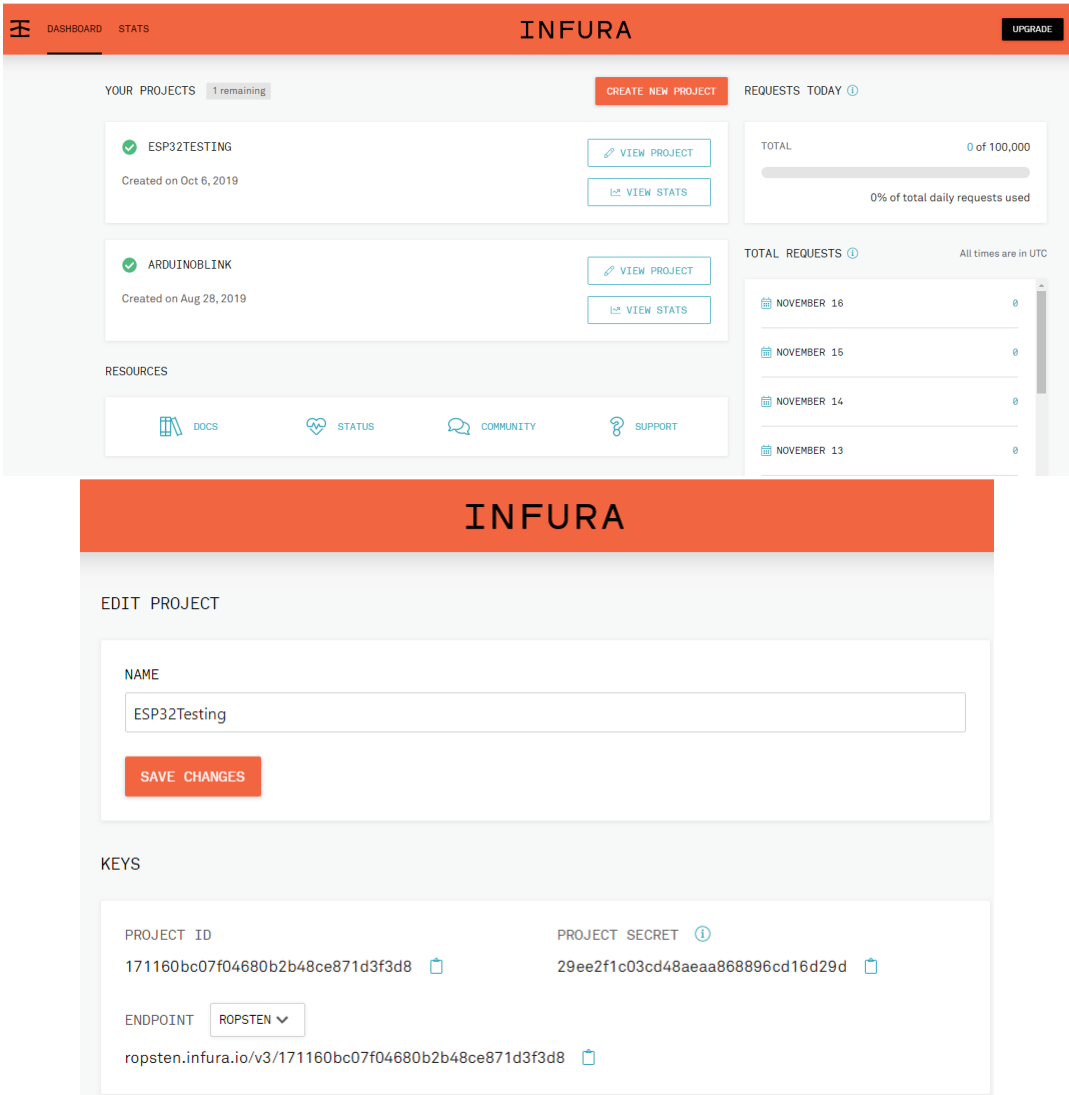 DASHBOARD STATS INFURA UPGRADE
YOUR PROJECTS 1 remaining CREATE NEW PROJECT
ESP32TESTING VIEW PROJECT
Created on Oct 6, 2019 VIEW STATS
ARDUINOBLINK VIEW PROJECT
Created on Aug 28, 2019 VIEW STATS
RESOURCES
DOCS STATUS COMMUNITY SUPPORT
REQUESTS TODAY
TOTAL 0 of 100,000
0% of total daily requests used
TOTAL REQUESTS All times are in UTC
NOVEMBER 16 0
NOVEMBER 15 0
NOVEMBER 14 0
NOVEMBER 13 0
INFURA
EDIT PROJECT
NAME
ESP32Testing
SAVE CHANGES
KEYS
PROJECT ID PROJECT SECRET
171160bc07f04680b2b48ce871d3f3d8 29ee2f1c03cd48aeaa868896cd16d29d
ENDPOINT ROPSTEN
ropsten.infura.io/v3/171160bc07f04680b2b48ce871d3f3d8